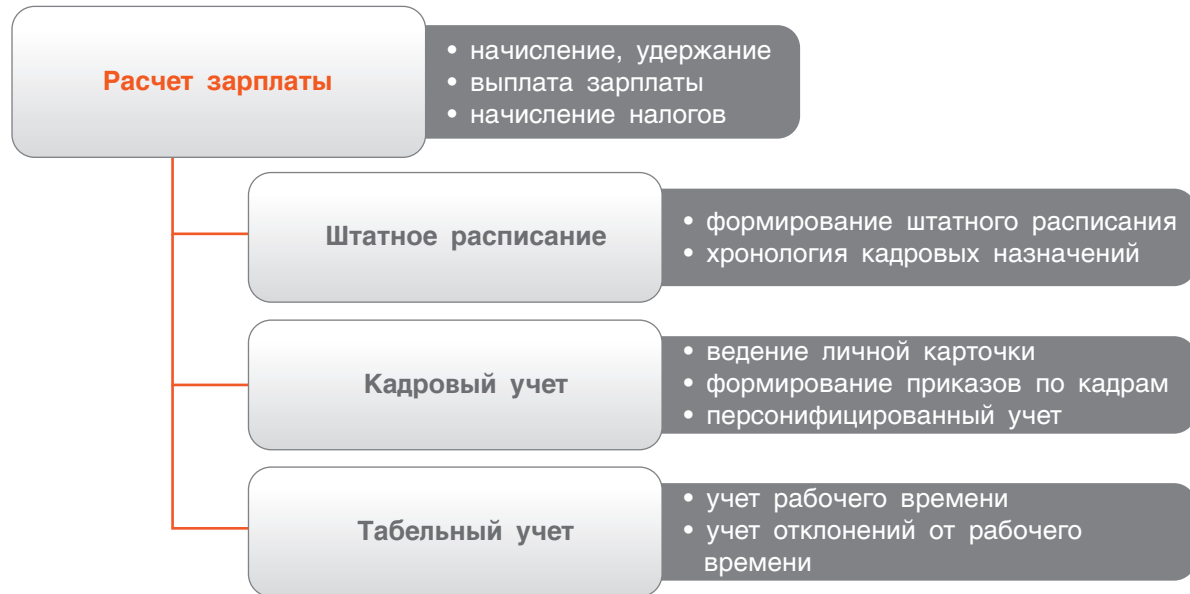 Расчет зарплаты
• начисление, удержание
• выплата зарплаты
• начисление налогов
Штатное расписание
• формирование штатного расписания
• хронология кадровых назначений
Кадровый учет
• ведение личной карточки
• формирование приказов по кадрам
• персонифицированный учет
Табельный учет
• учет рабочего времени
• учет отклонений от рабочего
времени